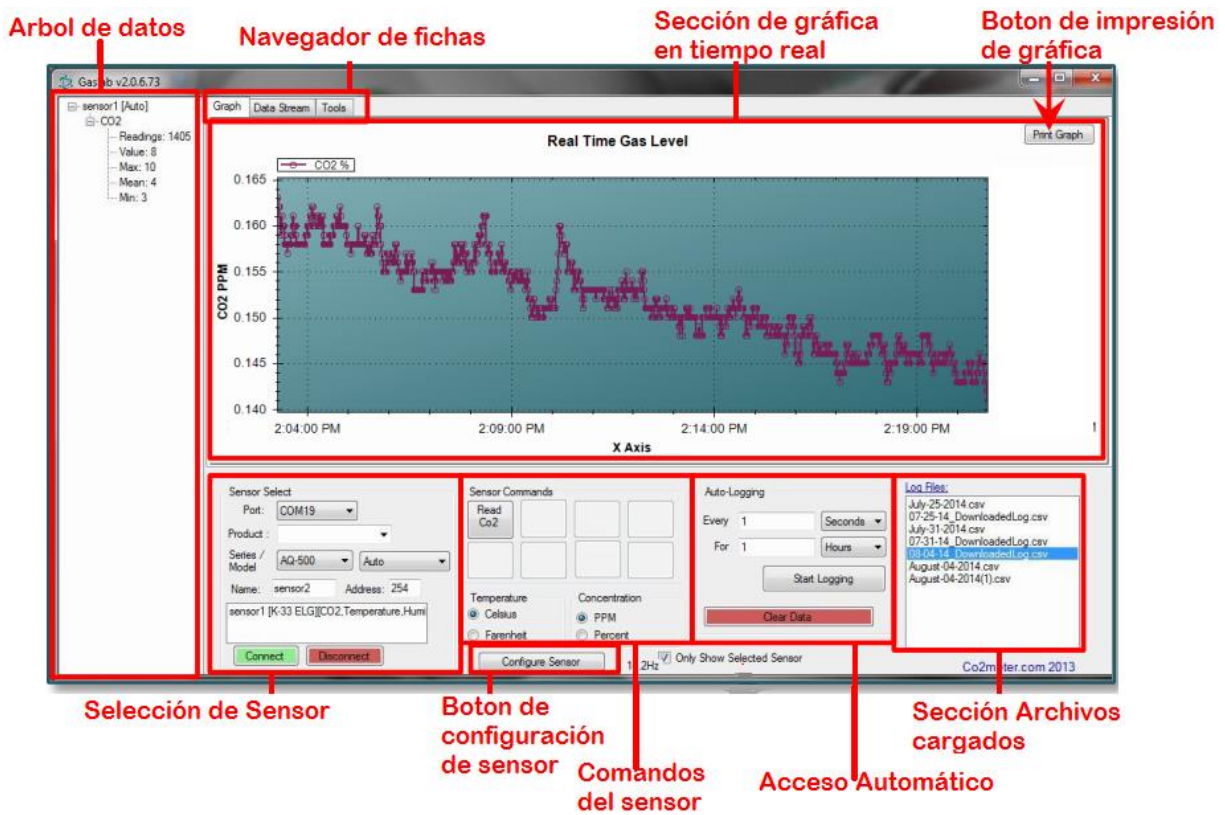 Arbol de datos
Navegador de fichas
Sección de gráfica
en tiempo real
Boton de impresión
de gráfica
v2.0.6.73
sensor1 [Auto]
CO2
Readings: 1405
Value: 8
Max: 10
Mean: 4
Min: 3
Graph
Data Stream
Tools
Real Time Gas Level
Print Graph
CO2 %
0.165
0.160
0.155
0.150
0.145
0.140
CO2 PPM
2:04:00 PM
2:09:00 PM
2:14:00 PM
2:19:00 PM
1
X Axis
Sensor Select
Port:
COM19
Product :
Series /
Model
AQ-500
Auto
Name:
sensor2
Address:
254
sensor1 [K-33 ELG][CO2,Temperature,Humi
Connect
Disconnect
Sensor Commands
Read
Co2
Temperature
Celsius
Farenheit
Concentration
PPM
Percent
Configure Sensor
Only Show Selected Sensor
Auto-Logging
Every
1
Seconds
For
1
Hours
Start Logging
Clear Data
Log Files:
July-25-2014.csv
07-25-14_DownloadedLog.csv
July-31-2014.csv
07-31-14_DownloadedLog.csv
08-04-14_DownloadedLog.csv
August-04-2014.csv
August-04-2014(1).csv
2013
Selección de Sensor
Boton de
configuración
de sensor
Comandos
del sensor
Acceso Automático
Sección Archivos
cargados